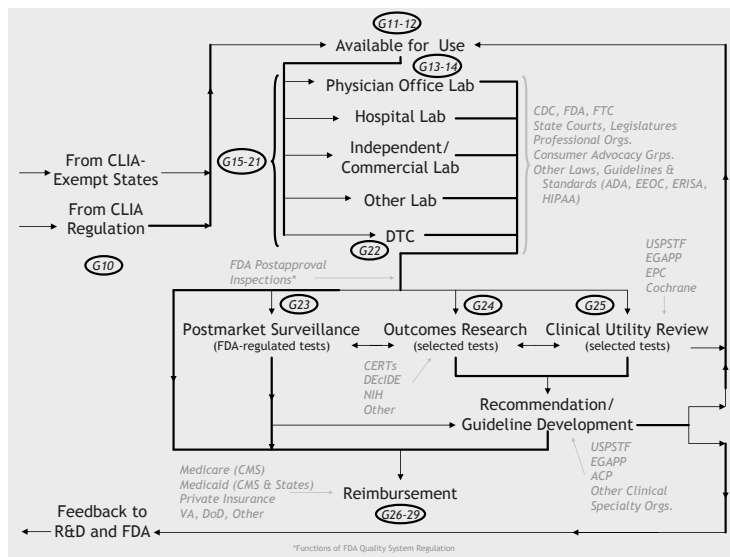 G11-12
Available for Use
G13-14
Physician Office Lab
Hospital Lab
G15-21
Independent/
Commercial Lab
Other Lab
G22
DTC
From CLIA-
Exempt States
From CLIA
Regulation
G10
CDC, FDA, FTC
State Courts, Legislatures
Professional Orgs.
Consumer Advocacy Grps.
Other Laws, Guidelines &
Standards (ADA, EEOC, ERISA,
HIPAA)
FDA Postapproval
Inspections*
USPSTF
EGAPP
EPC
Cochrane
G23
Postmarket Surveillance
(FDA-regulated tests)
G24
Outcomes Research
(selected tests)
G25
Clinical Utility Review
(selected tests)
CERTs
DEcIDE
NIH
Other
Recommendation/
Guideline Development
USPSTF
EGAPP
ACP
Other Clinical
Specialty Orgs.
Medicare (CMS)
Medicaid (CMS & States)
Private Insurance
VA, DoD, Other
Reimbursement
G26-29
Feedback to
R&D and FDA
*Functions of FDA Quality System Regulation